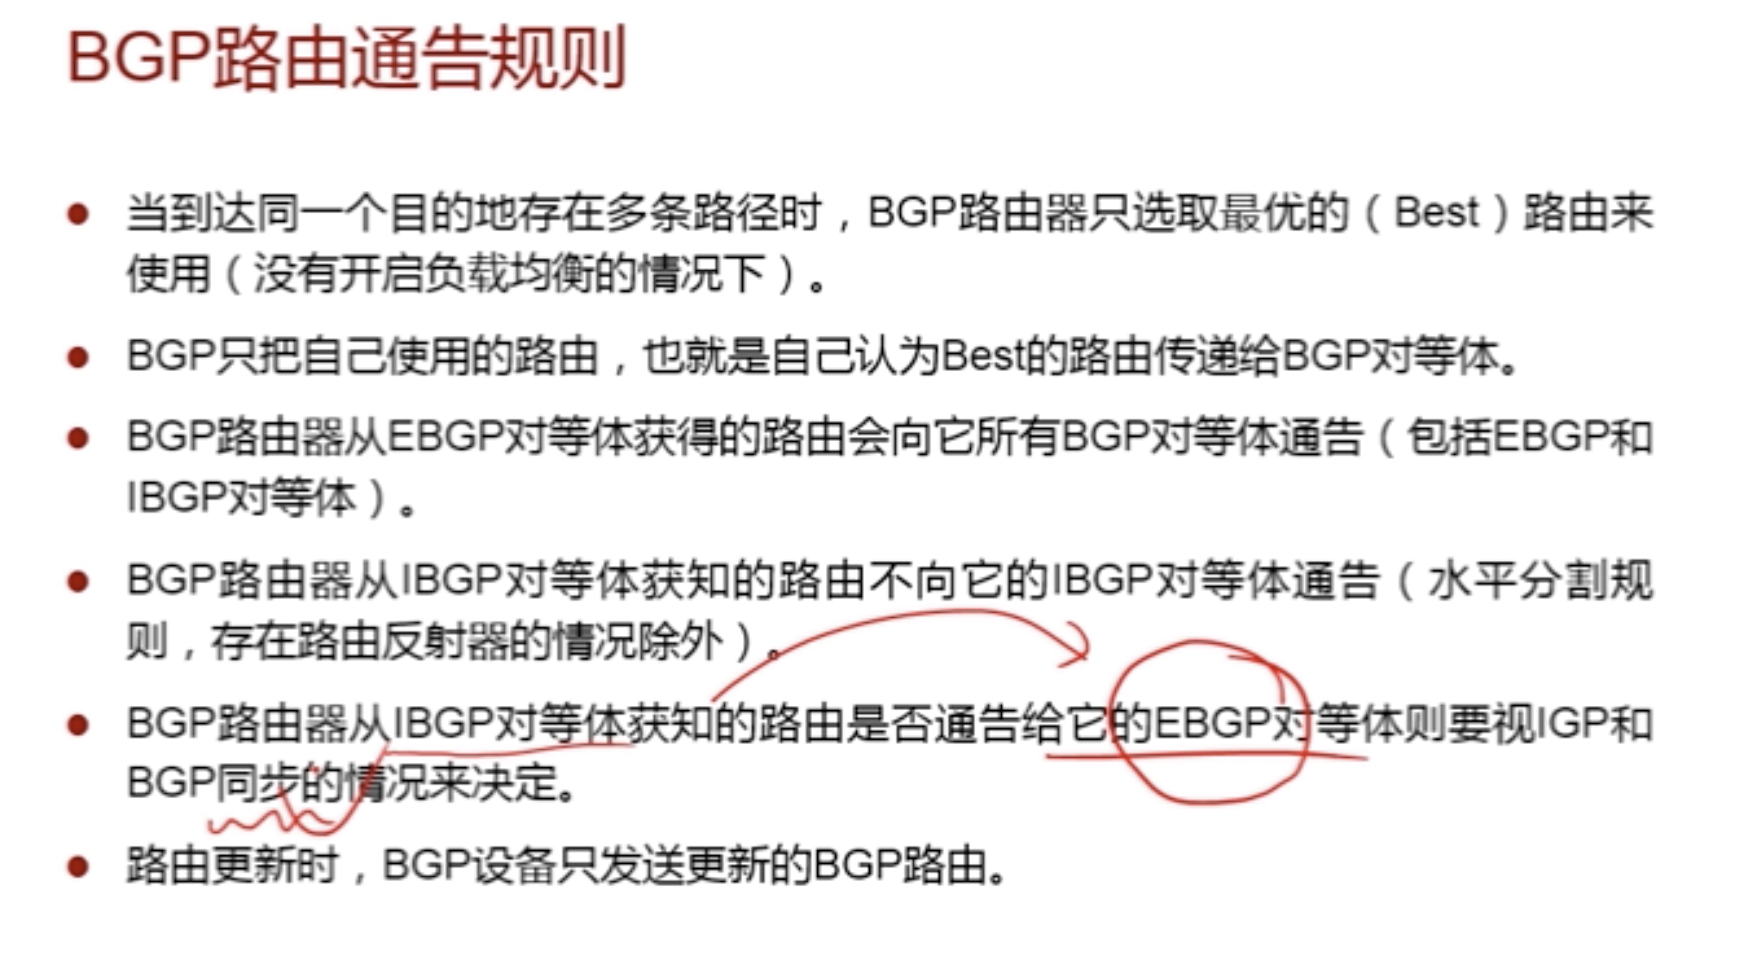 BGP路由通告规则
● 当到达同一个目的地存在多条路径时，BGP路由器只选取最优的（Best）路由来
使用（没有开启负载均衡的情况下）。
● BGP只把自己使用的路由，也就是自己认为Best的路由传递给BGP对等体。
● BGP路由器从EBGP对等体获得的路由会向它所有BGP对等体通告（包括EBGP和
IBGP对等体）。
● BGP路由器从IBGP对等体获知的路由不向它的IBGP对等体通告（水平分割规
则，存在路由反射器的情况除外）。
● BGP路由器从IBGP对等体获知的路由是否通告给它的EBGP对等体则要视IGP和
BGP同步的情况来决定。
● 路由更新时，BGP设备只发送更新的BGP路由。